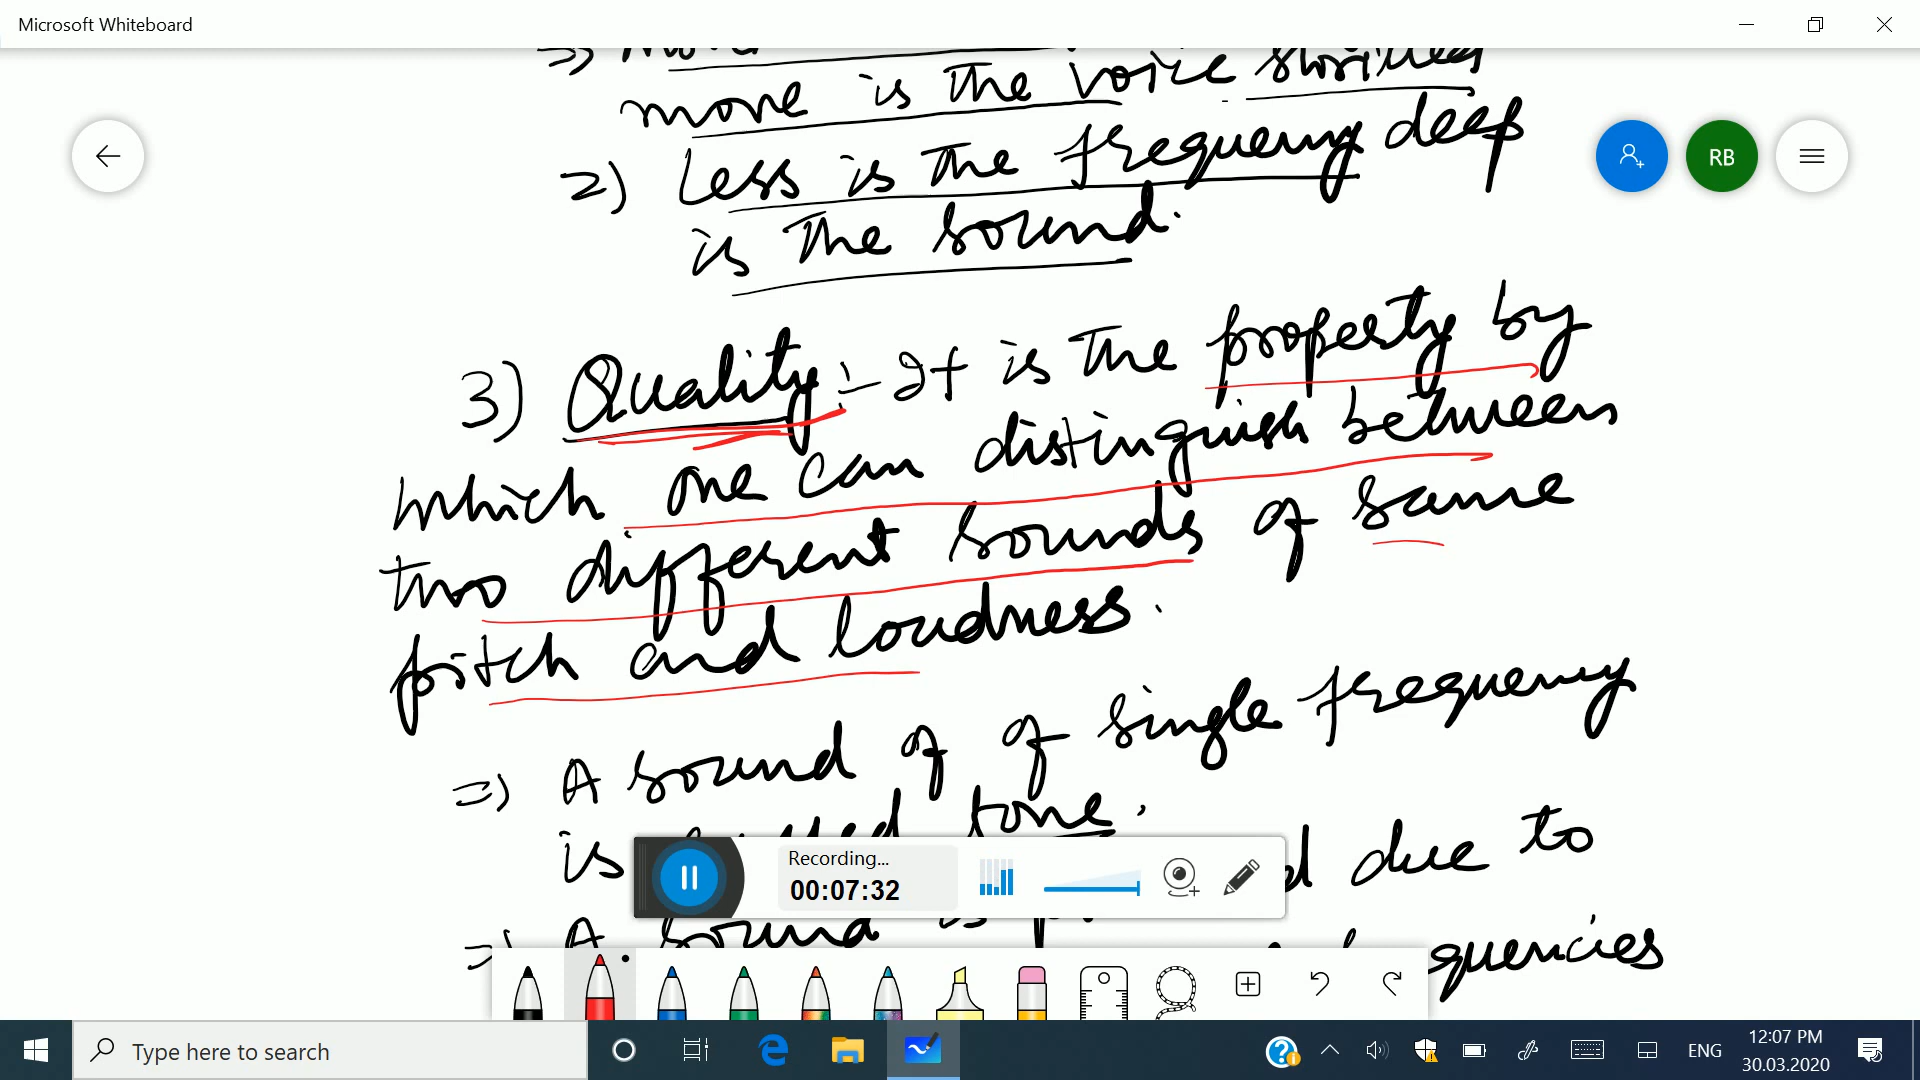 Microsoft Whiteboard
more is the voice
2) Less is the frequency deep
is the sound.
RB
3) Quality:- It is the property by
which one can distinguish between
two different sounds of same
pitch and loudness.
=) A sound of of single frequency
is called tone.
Recording...
00:07:32
due to
=) A sound is
quencies
Type here to search
ENG
12:07 PM
30.03.2020